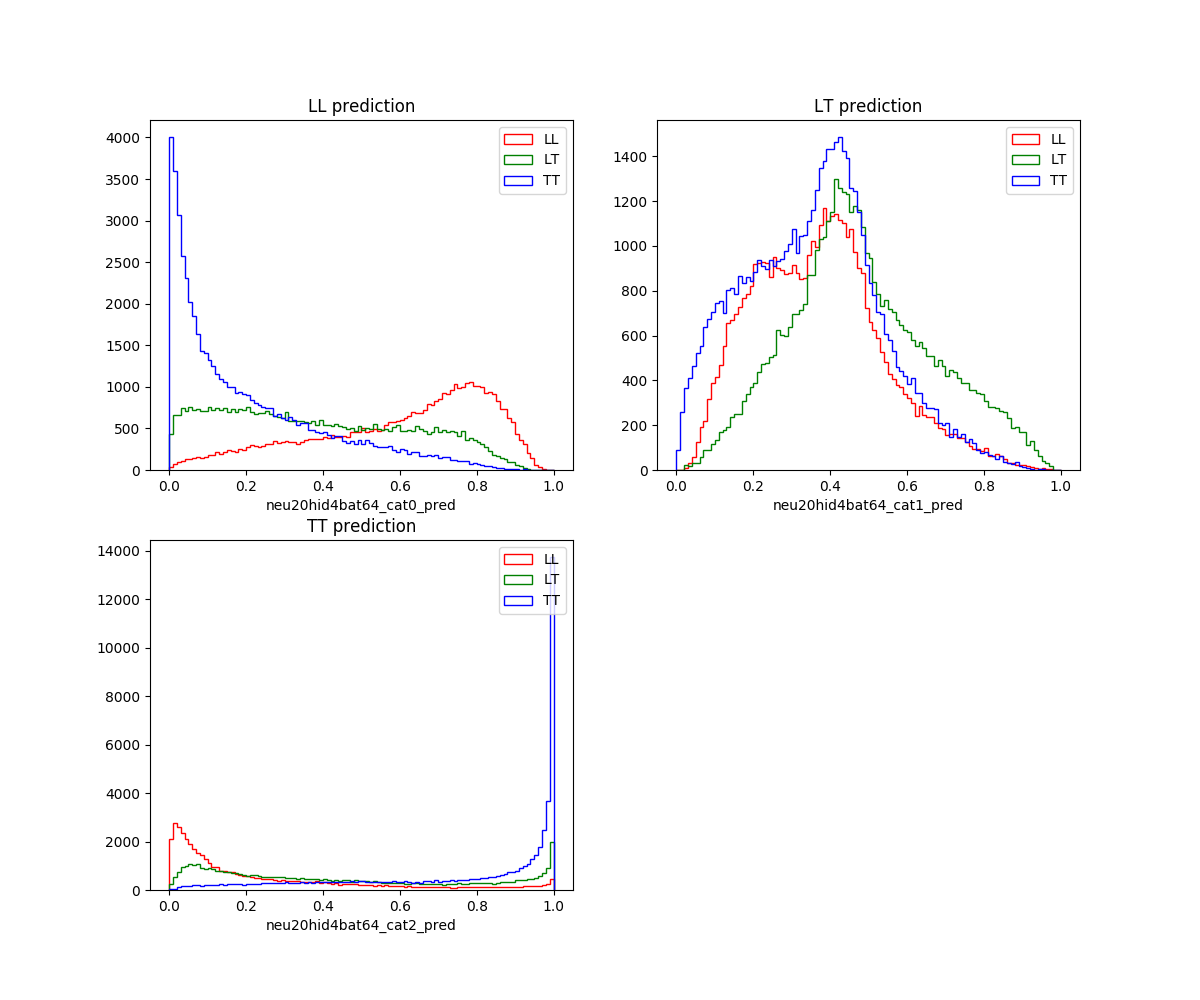 LL prediction
4000
3500
3000
2500
2000
1500
1000
500
0
LL
LT
TT
0.0 0.2 0.4 0.6 0.8 1.0
neu20hid4bat64_cat0_pred
LT prediction
1400
1200
1000
800
600
400
200
0
LL
LT
TT
0.0 0.2 0.4 0.6 0.8 1.0
neu20hid4bat64_cat1_pred
TT prediction
14000
12000
10000
8000
6000
4000
2000
0
LL
LT
TT
0.0 0.2 0.4 0.6 0.8 1.0
neu20hid4bat64_cat2_pred